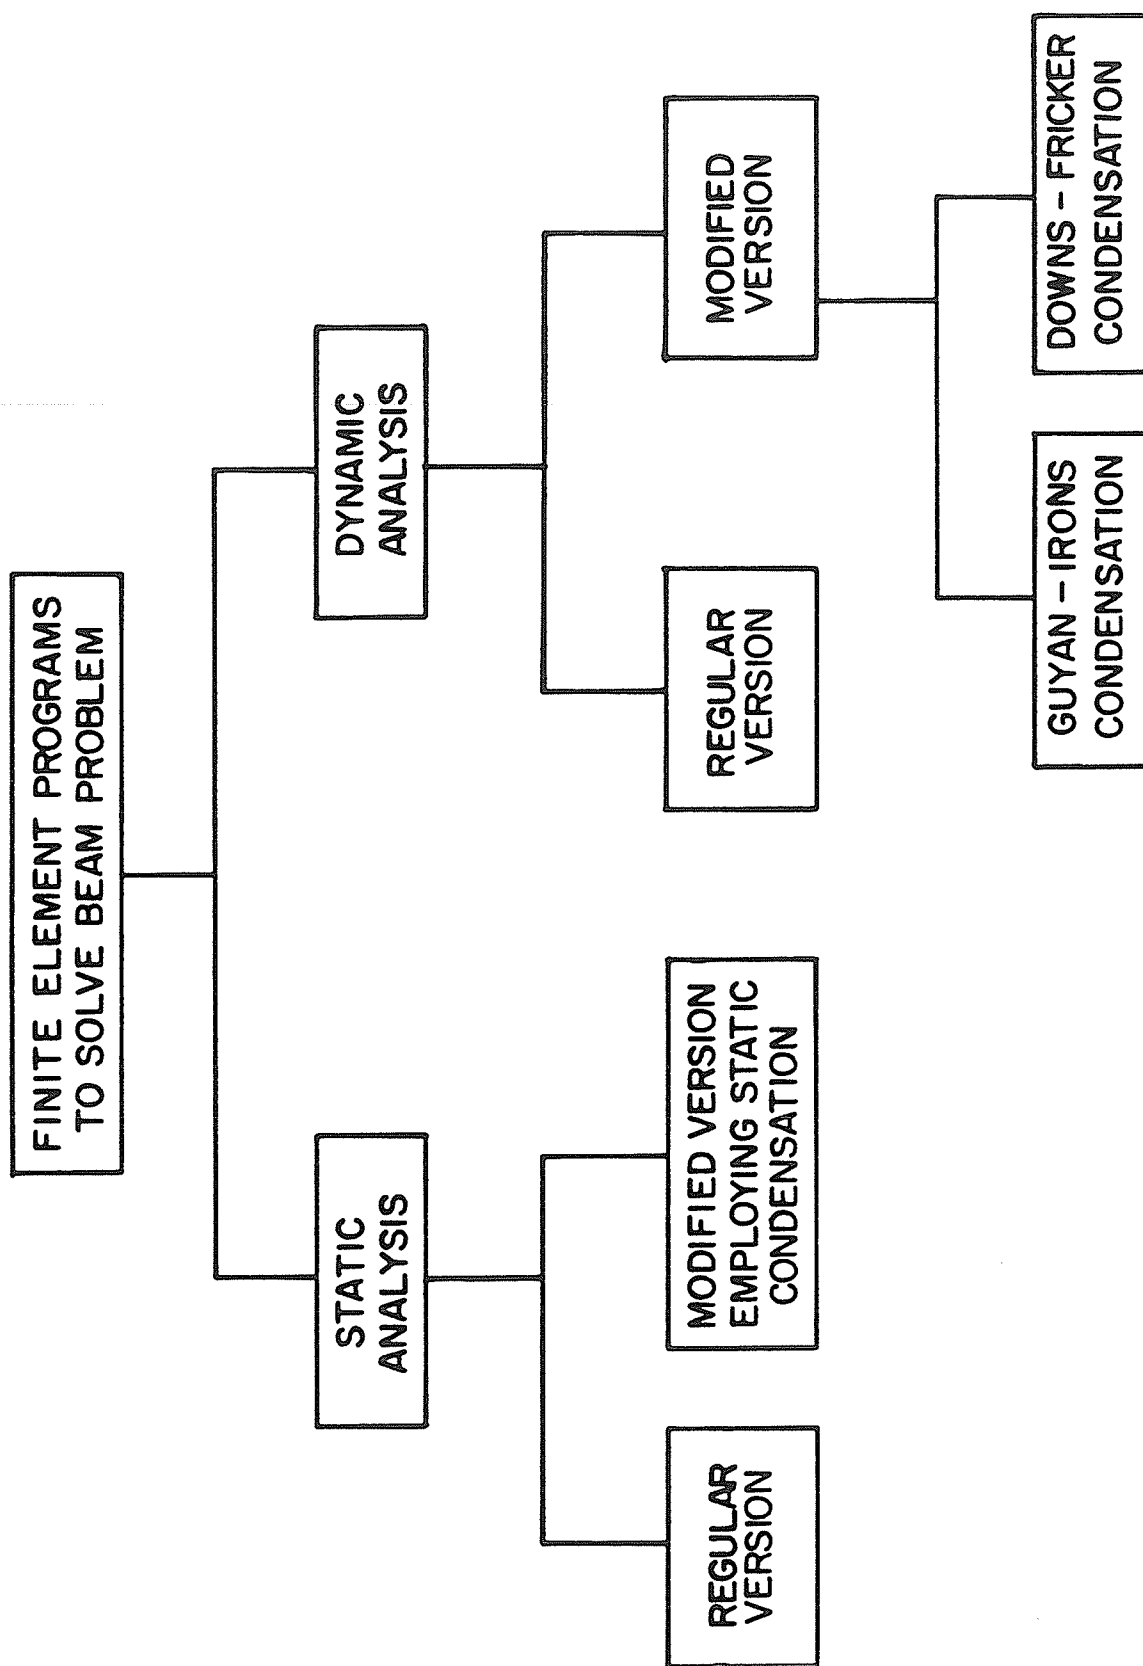 FINITE ELEMENT PROGRAMS
TO SOLVE BEAM PROBLEM
STATIC
ANALYSIS
DYNAMIC
ANALYSIS
REGULAR
VERSION
MODIFIED VERSION
EMPLOYING STATIC
CONDENSATION
REGULAR
VERSION
MODIFIED
VERSION
GUYAN – IRONS
CONDENSATION
DOWNS – FRICKER
CONDENSATION